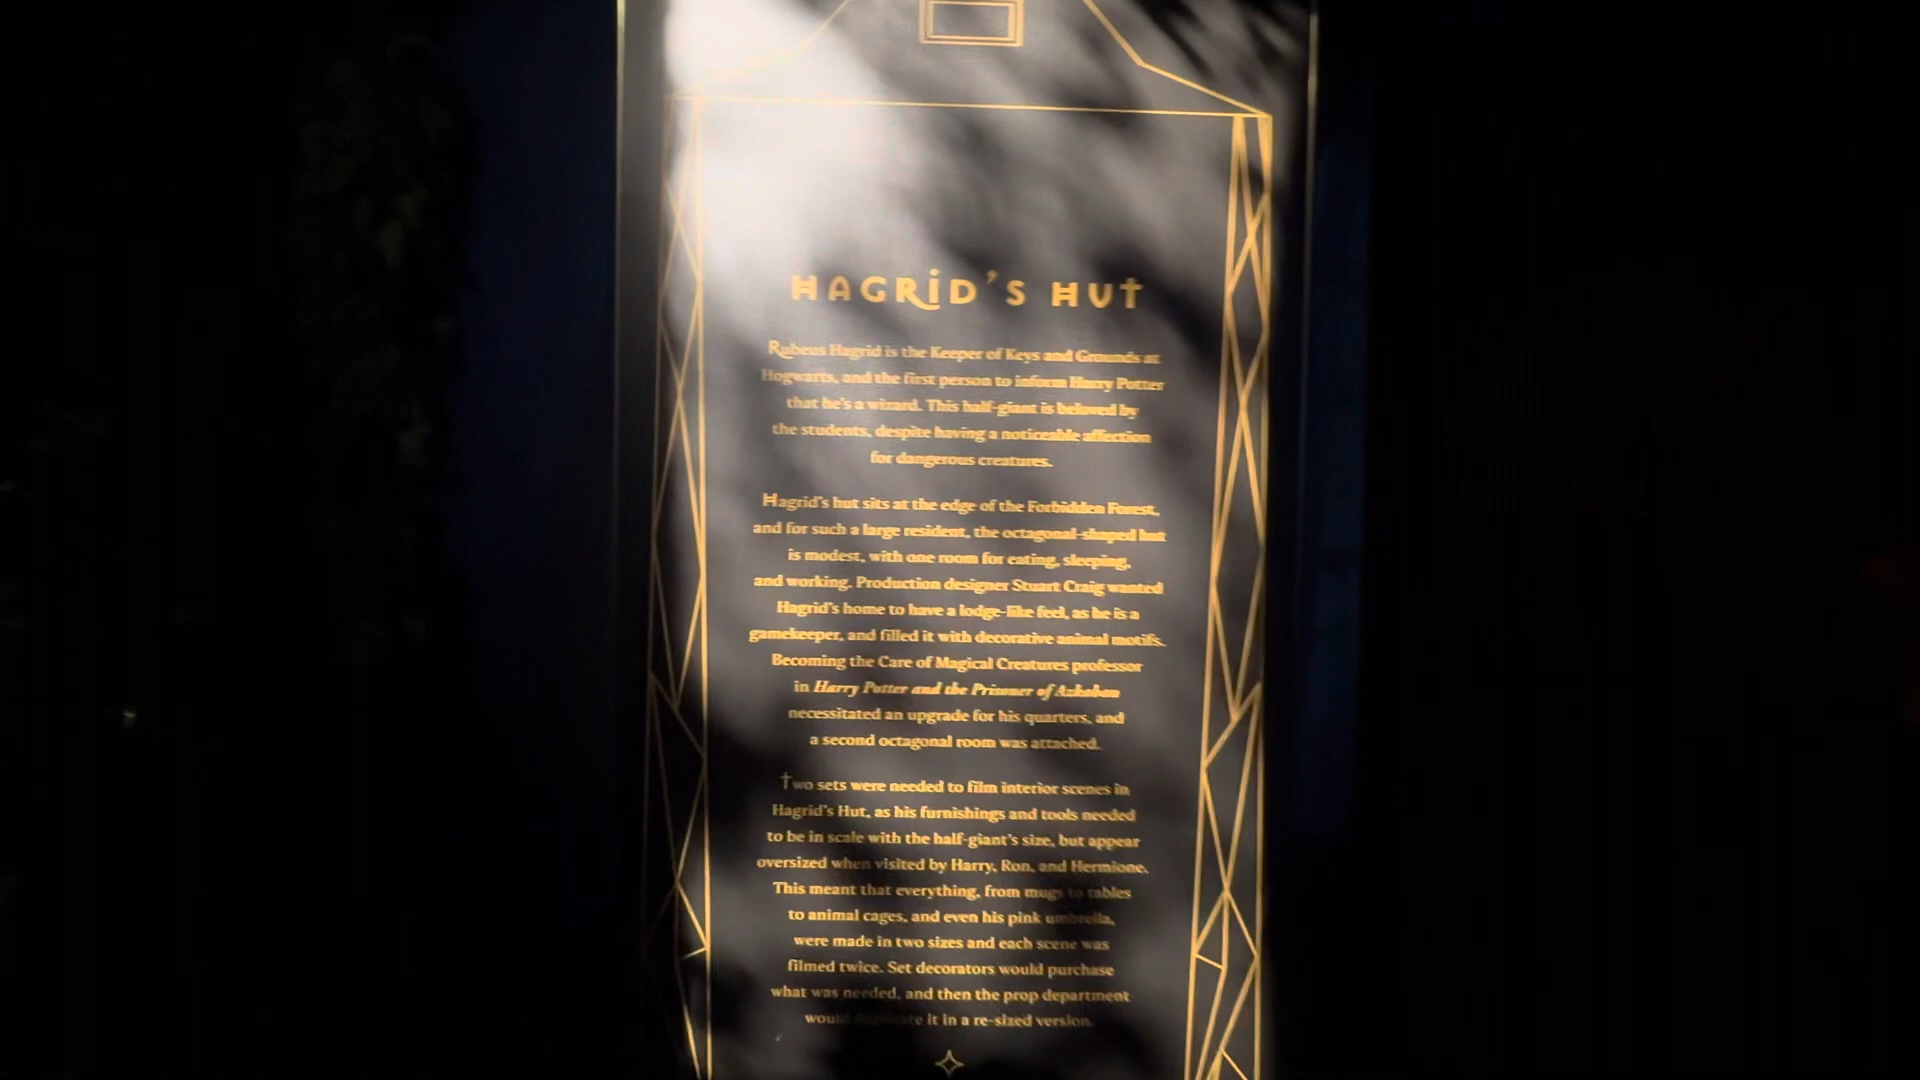 HAGRID'S HUT
Rubeus Hagrid is the Keeper of Keys and Grounds at
Hogwarts, and the first person to inform Harry Potter
that he's a wizard. This half-giant is beloved by
the students, despite having a noticeable affection
for dangerous creatures.
Hagrid's hut sits at the edge of the Forbidden Forest,
and for such a large resident, the octagonal-shaped hut
is modest, with one room for eating, sleeping,
and working. Production designer Stuart Craig wanted
Hagrid's home to have a lodge-like feel, as he is a
gamekeeper, and filled it with decorative animal motifs.
Becoming the Care of Magical Creatures professor
in Harry Potter and the Prisoner of Azkaban
necessitated an upgrade for his quarters, and
a second octagonal room was attached.
Two sets were needed to film interior scenes in
Hagrid's Hut, as his furnishings and tools needed
to be in scale with the half-giant's size, but appear
oversized when visited by Harry, Ron, and Hermione.
This meant that everything, from mugs to tables
to animal cages, and even his pink umbrella,
were made in two sizes and each scene was
filmed twice. Set decorators would purchase
what was needed, and then the prop department
would duplicate it in a re-sized version.